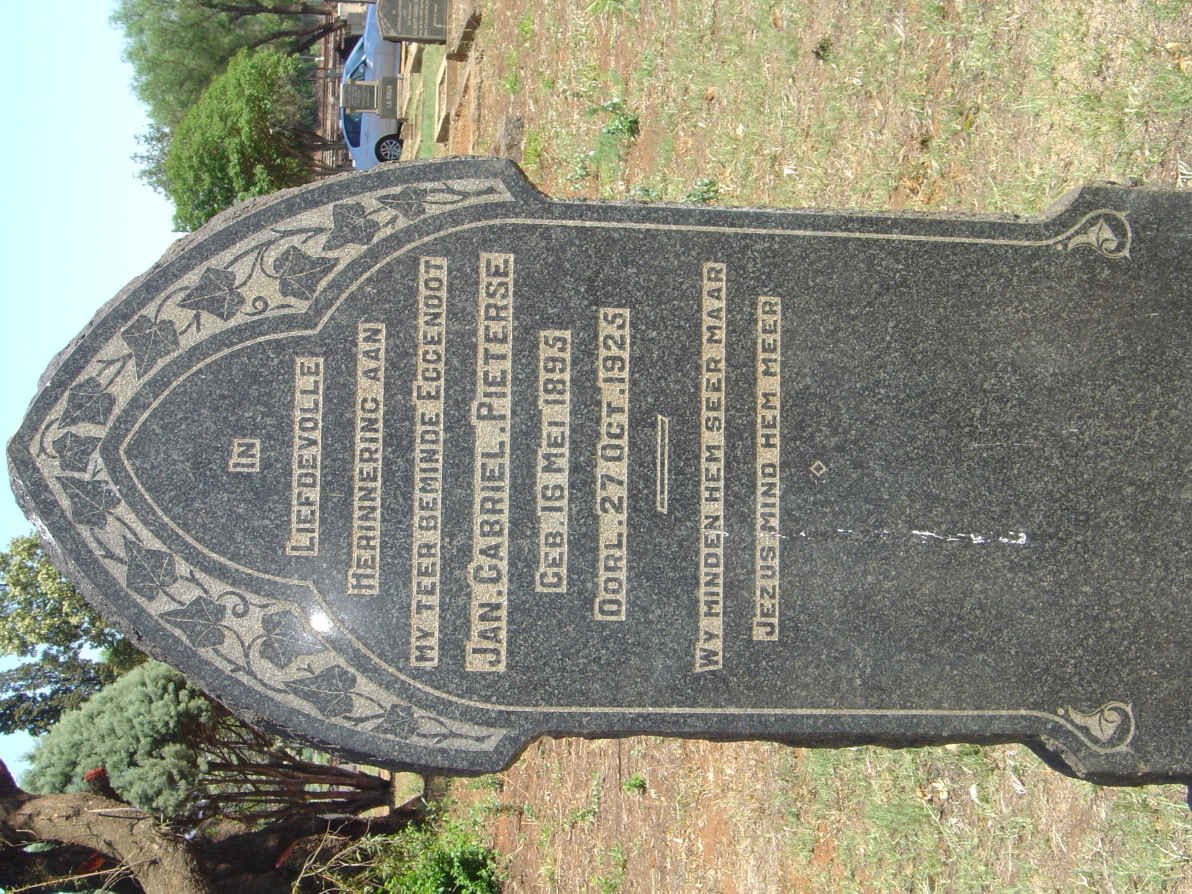 IN
LIEFDEVOLLE
HERINNERING AAN
MY TEER BEMINDE EGGENOOT
JAN. GABRIEL. PIETERSE
GEB. 16 MEI 1895
OORL. 27 OCT. 1925
WY MINDEN HEM SEER MAAR
JEZUS MIND HEM MEER